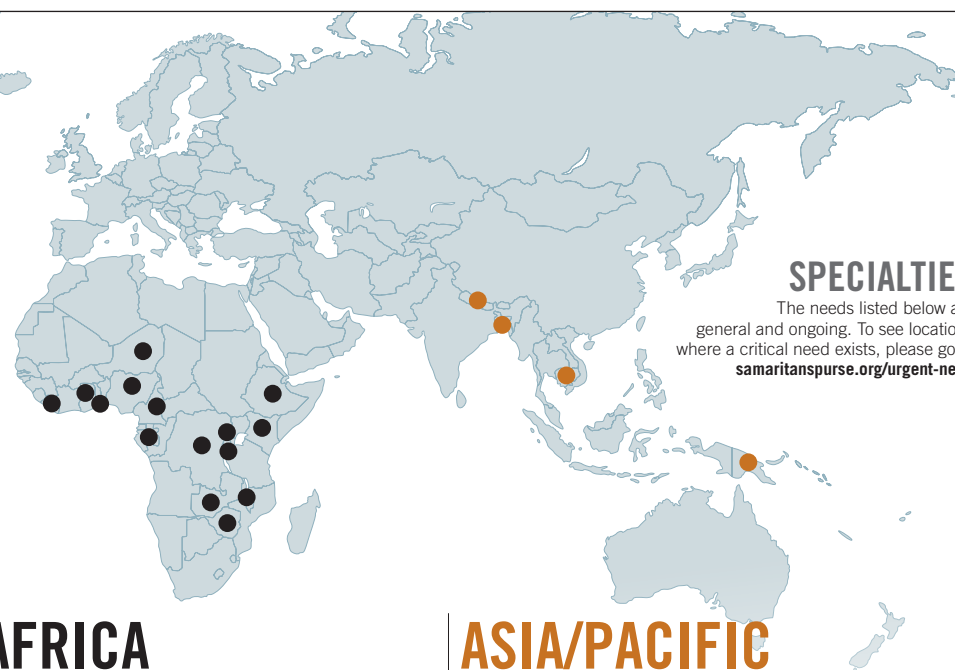 SPECIALTIE
The needs listed below a
general and ongoing. To see locatio
where a critical need exists, please go
samaritanspurse.org/urgent-ne
AFRICA
ASIA/PACIFIC